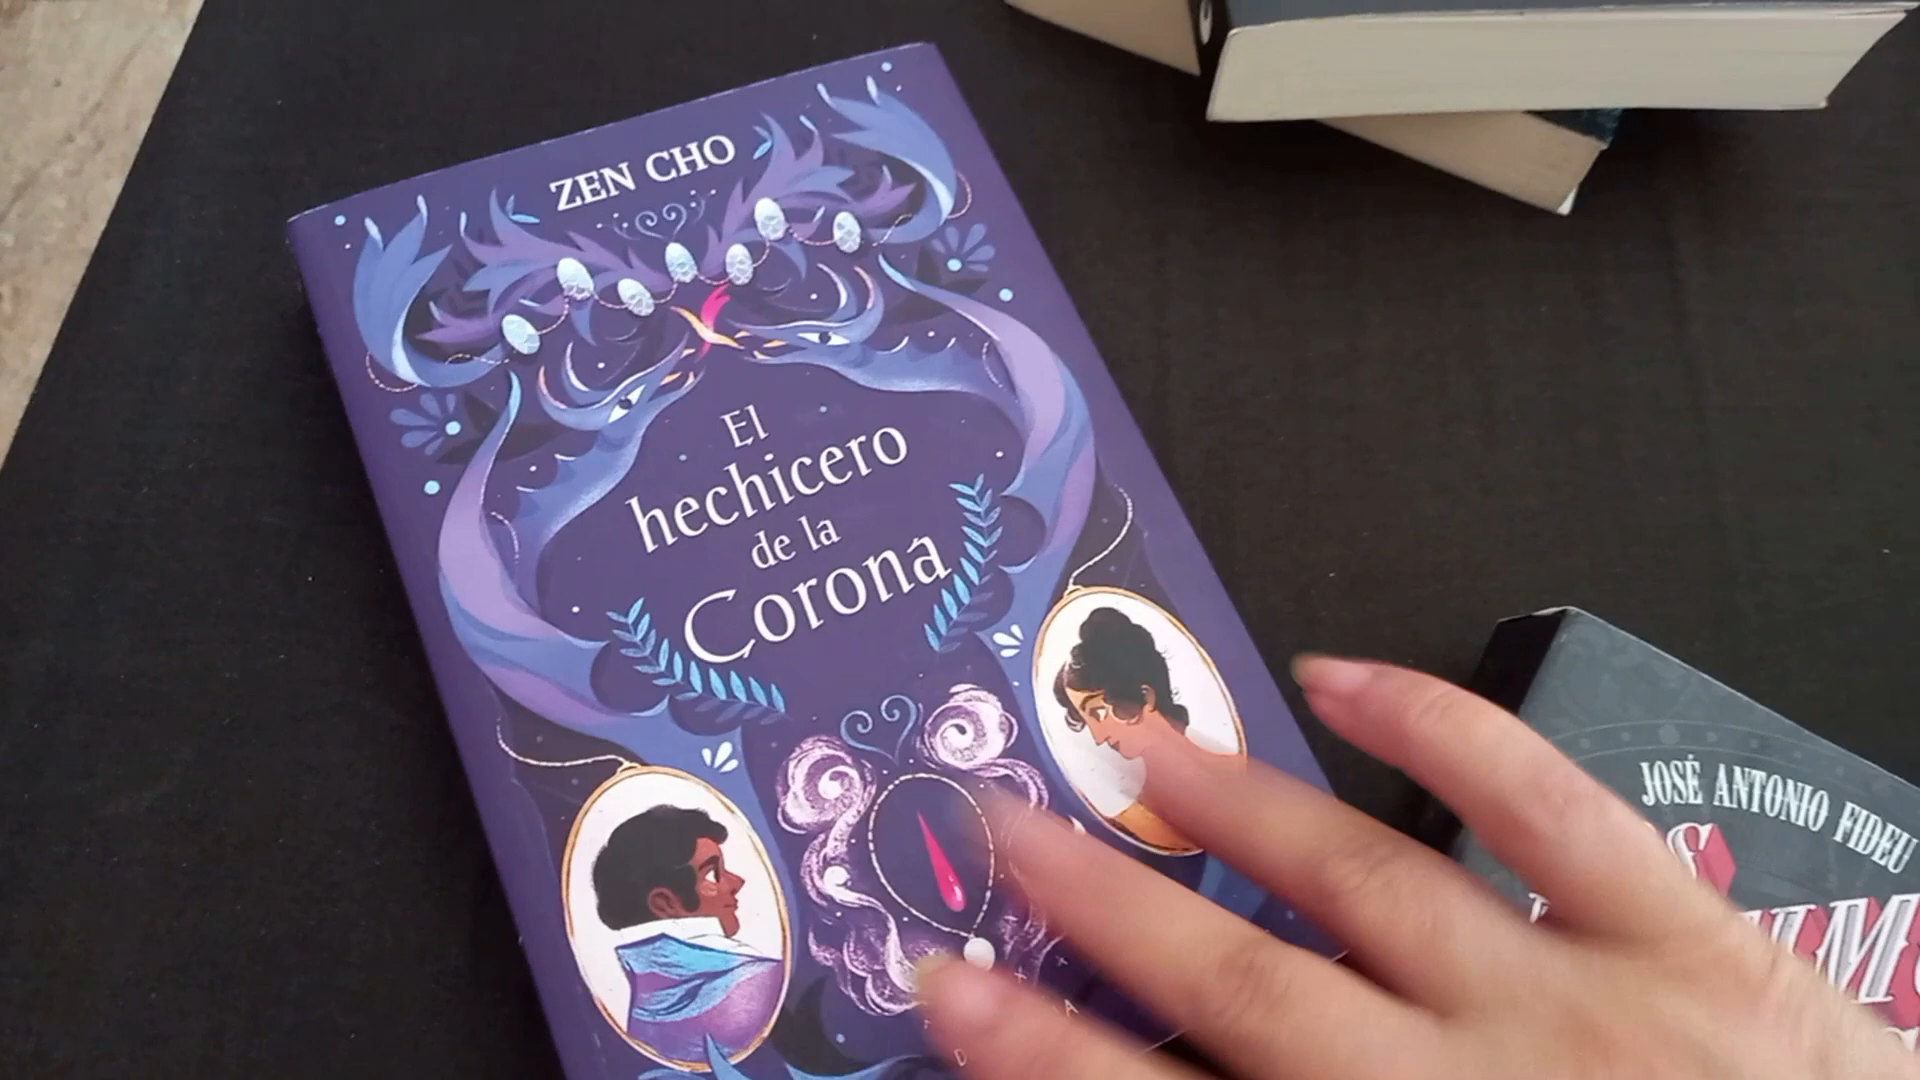 ZEN CHO
El
hechicero
de la
Corona
JOSÉ ANTONIO FIDEU